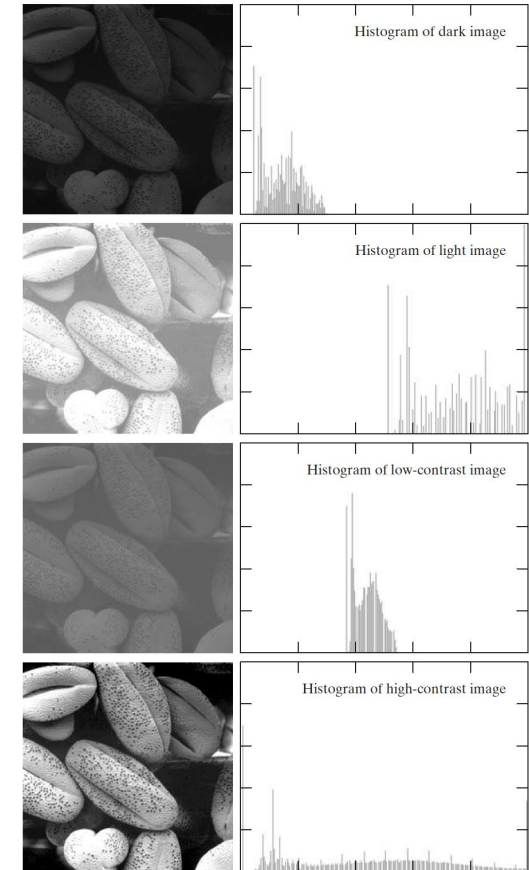 Histogram of dark image
Histogram of light image
Histogram of low-contrast image
Histogram of high-contrast image